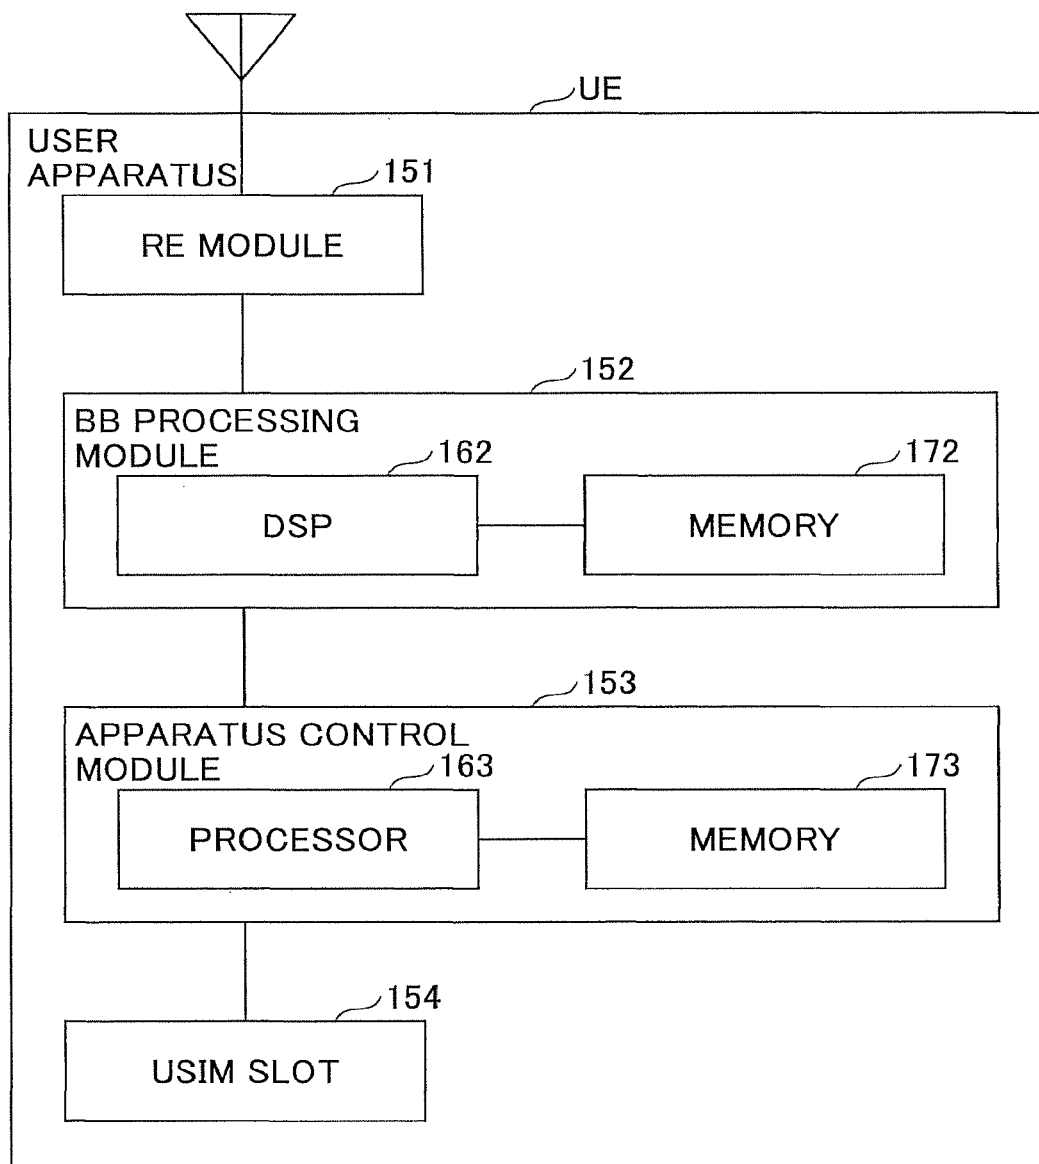 UE
USER
APPARATUS
151
RE MODULE
152
BB PROCESSING
MODULE
162
172
DSP
MEMORY
153
APPARATUS CONTROL
MODULE
163
173
PROCESSOR
MEMORY
154
USIM SLOT